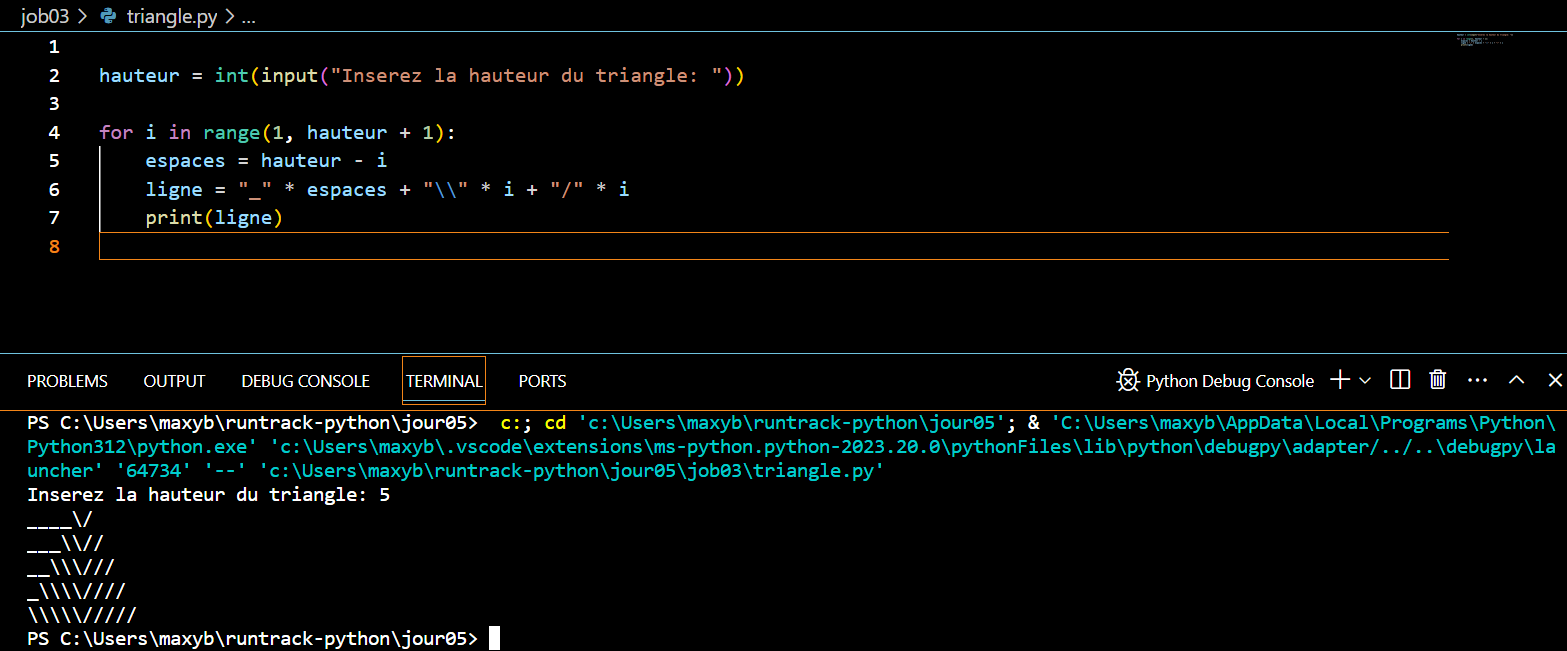 job03 > triangle.py > ...
1
2 hauteur = int(input("Inserez la hauteur du triangle: "))
3
4 for i in range(1, hauteur + 1):
5     espaces = hauteur - i
6     ligne = "_" * espaces + "\\" * i + "/" * i
7     print(ligne)
8
PROBLEMS OUTPUT DEBUG CONSOLE TERMINAL PORTS Python Debug Console
PS C:\Users\maxyb\runtrack-python\jour05>  c:; cd 'c:\Users\maxyb\runtrack-python\jour05'; & 'C:\Users\maxyb\AppData\Local\Programs\Python\
Python312\python.exe' 'c:\Users\maxyb\.vscode\extensions\ms-python.python-2023.20.0\pythonFiles\lib\python\debugpy\adapter/../..\debugpy\la
uncher' '64734' '--' 'c:\Users\maxyb\runtrack-python\jour05\job03\triangle.py'
Inserez la hauteur du triangle: 5
____\/
___\\//
__\\\///
_\\\\////
\\\\\/////
PS C:\Users\maxyb\runtrack-python\jour05>